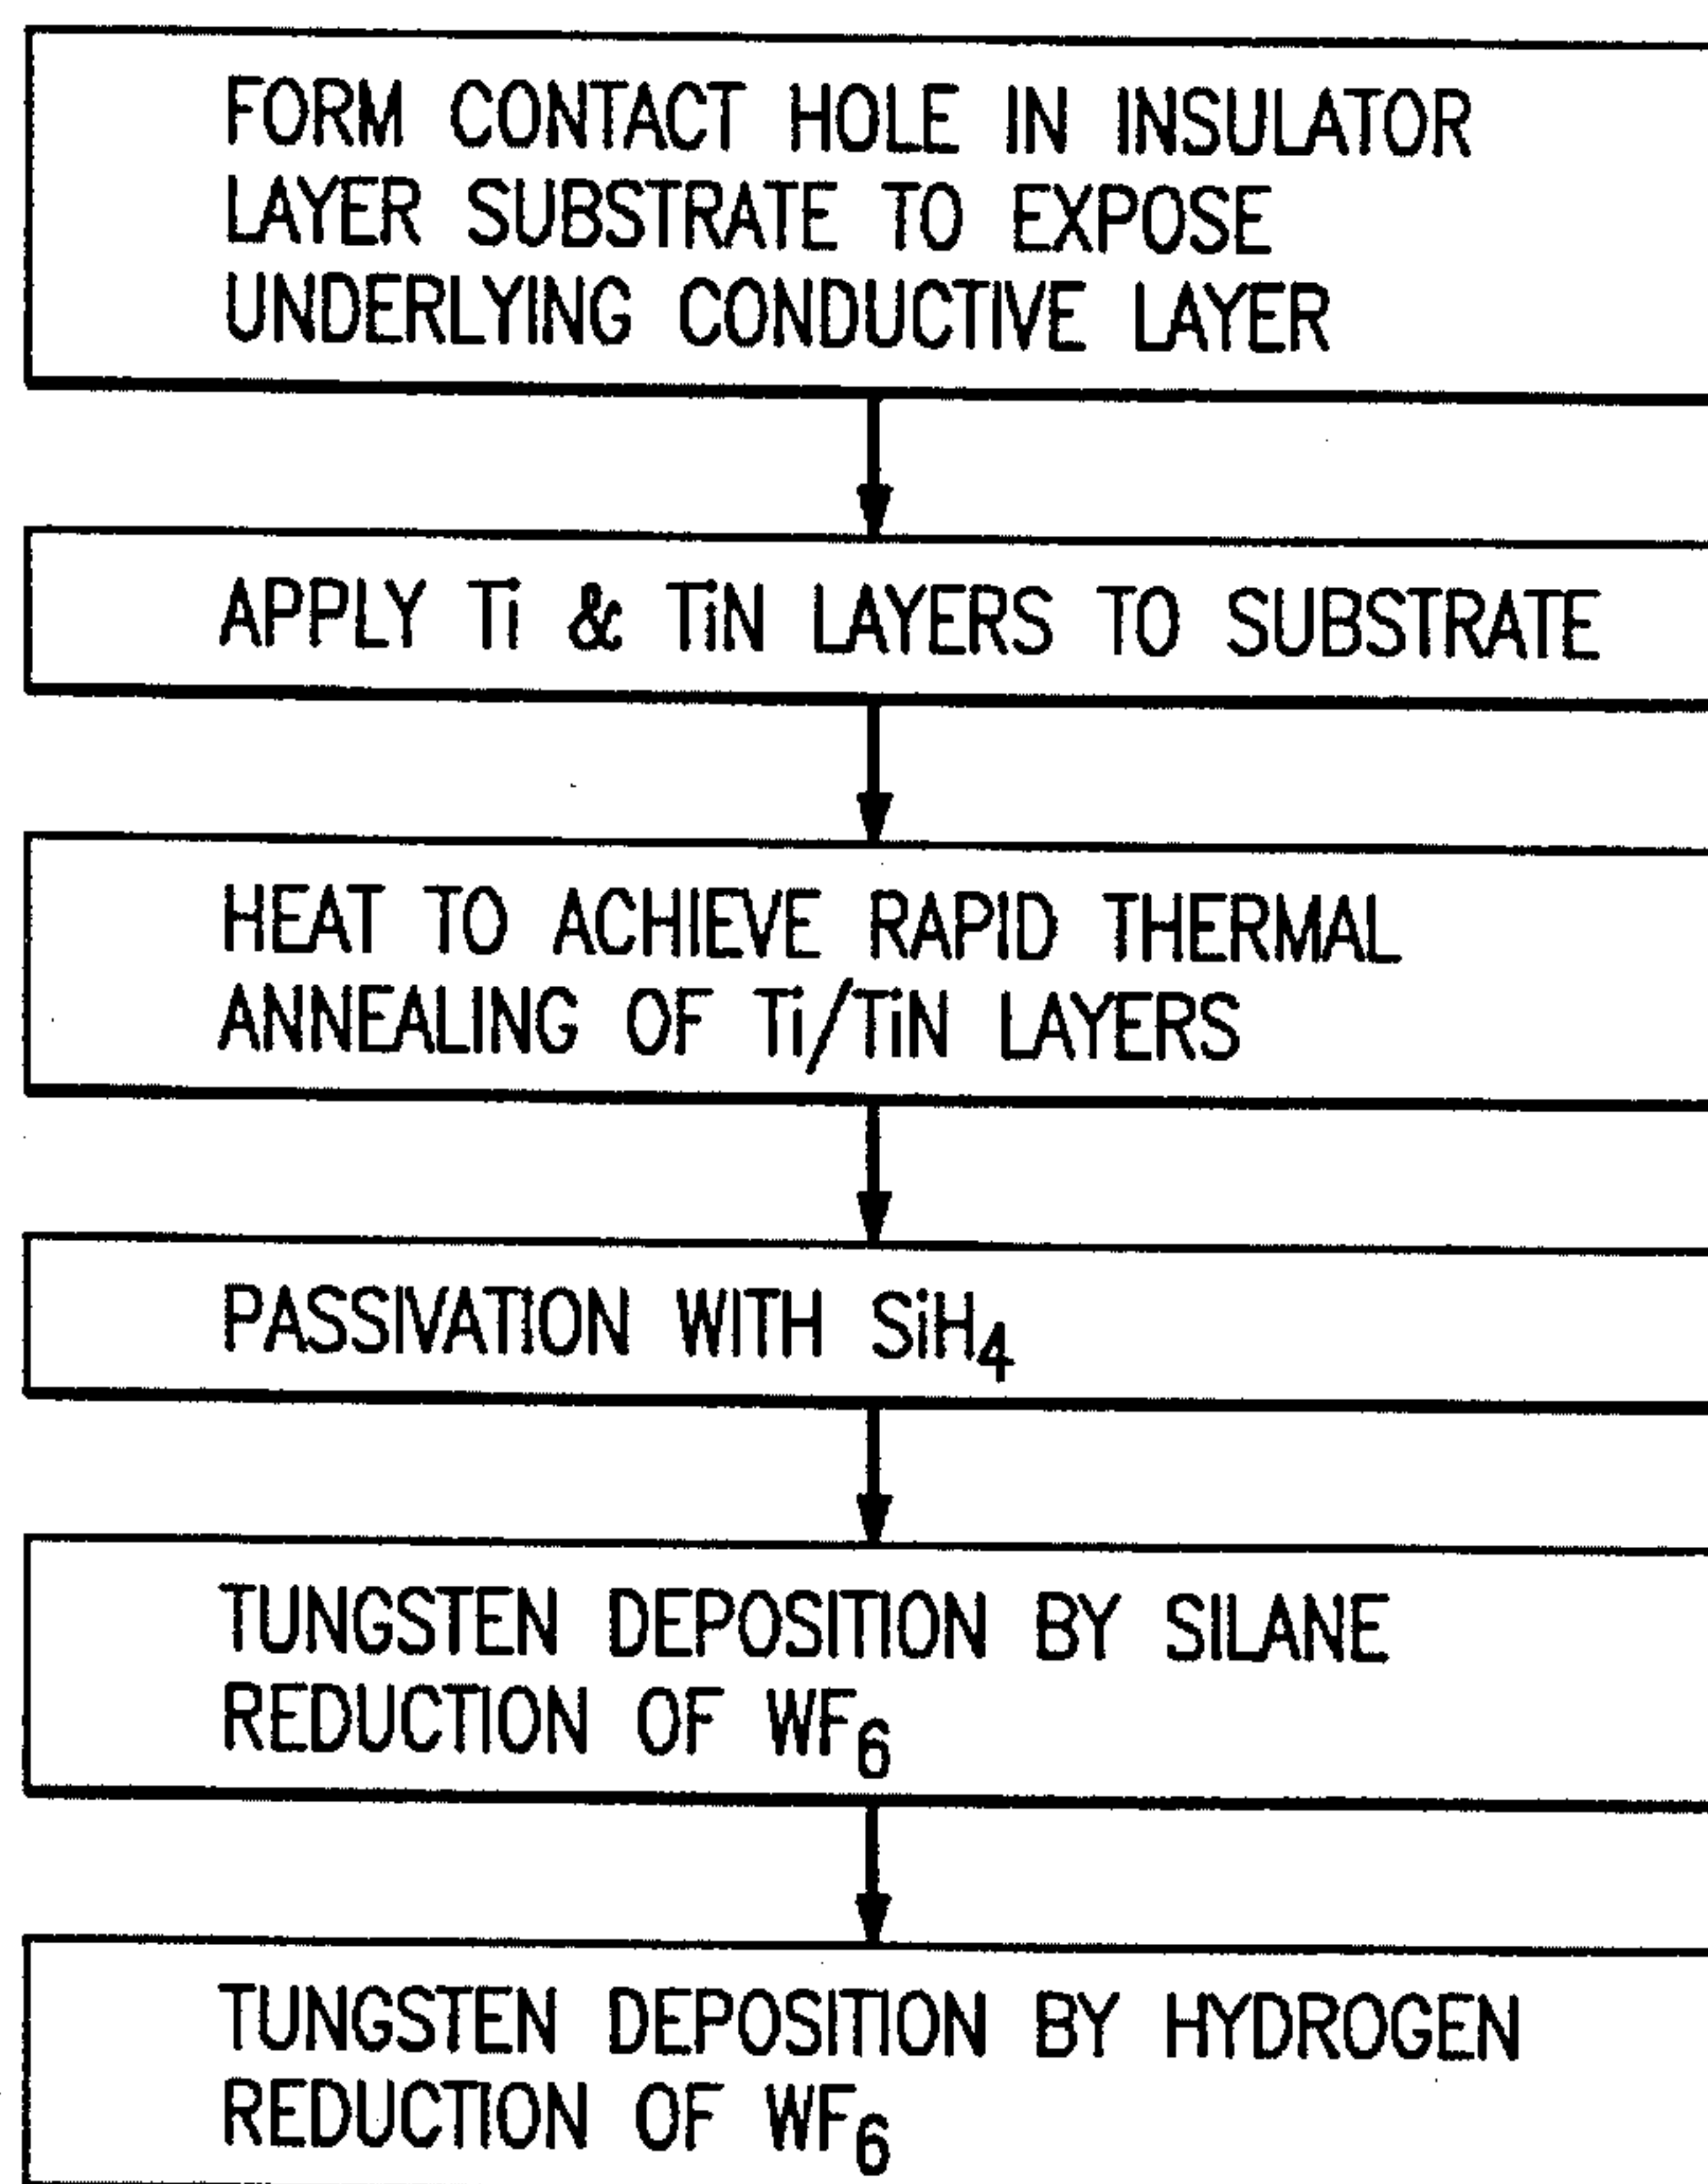 FORM CONTACT HOLE IN INSULATOR
LAYER SUBSTRATE TO EXPOSE
UNDERLYING CONDUCTIVE LAYER
APPLY Ti & TiN LAYERS TO SUBSTRATE
HEAT TO ACHIEVE RAPID THERMAL
ANNEALING OF Ti/TiN LAYERS
PASSIVATION WITH SiH₄
TUNGSTEN DEPOSITION BY SILANE
REDUCTION OF WF₆
TUNGSTEN DEPOSITION BY HYDROGEN
REDUCTION OF WF₆